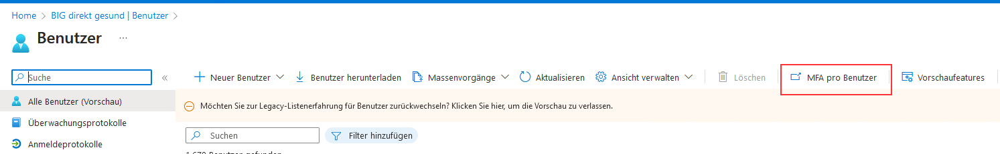 Home > BIG direkt gesund | Benutzer >
Benutzer ...
Suche «
Neuer Benutzer
Benutzer herunterladen
Massenvorgänge
Aktualisieren
Ansicht verwalten
Löschen
MFA pro Benutzer
Vorschaufeatures
Alle Benutzer (Vorschau)
Überwachungsprotokolle
Anmeldeprotokolle
Möchten Sie zur Legacy-Listenerfahrung für Benutzer zurückwechseln? Klicken Sie hier, um die Vorschau zu verlassen.
Suchen
Filter hinzufügen
Benutzer gefunden